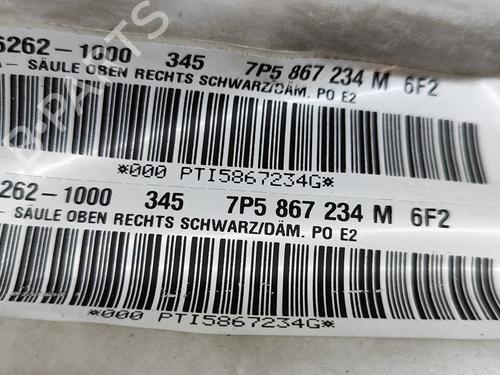 6262-1000 345 7P5 867 234 M 6F2
- SÄULE OBEN RECHTS SCHWARZ/DÄM. PO E2
*000 PTI5867234G*
262-1000 345 7P5 867 234 M 6F2
- SÄULE OBEN RECHTS SCHWARZ/DÄM. PO E2
*000 PTI5867234G*
B-PARTS